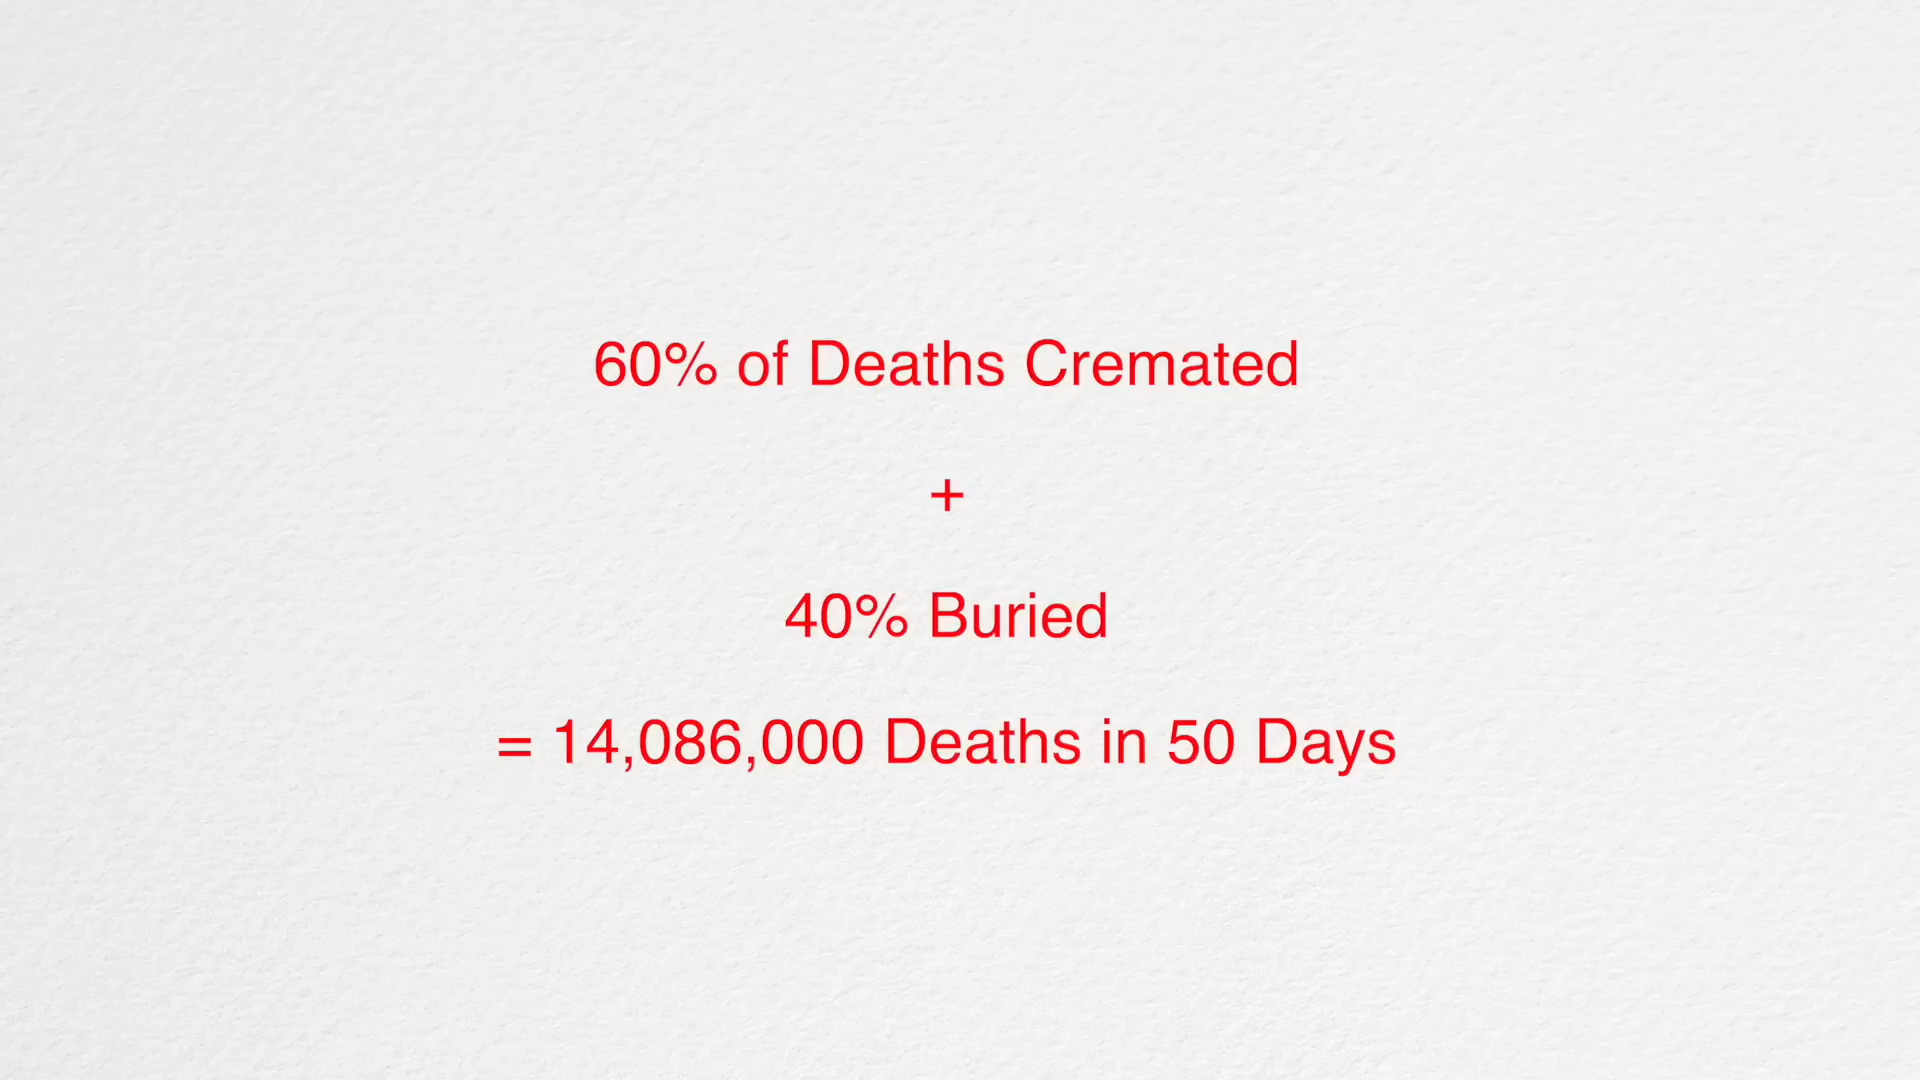 60% of Deaths Cremated
+
40% Buried
= 14,086,000 Deaths in 50 Days